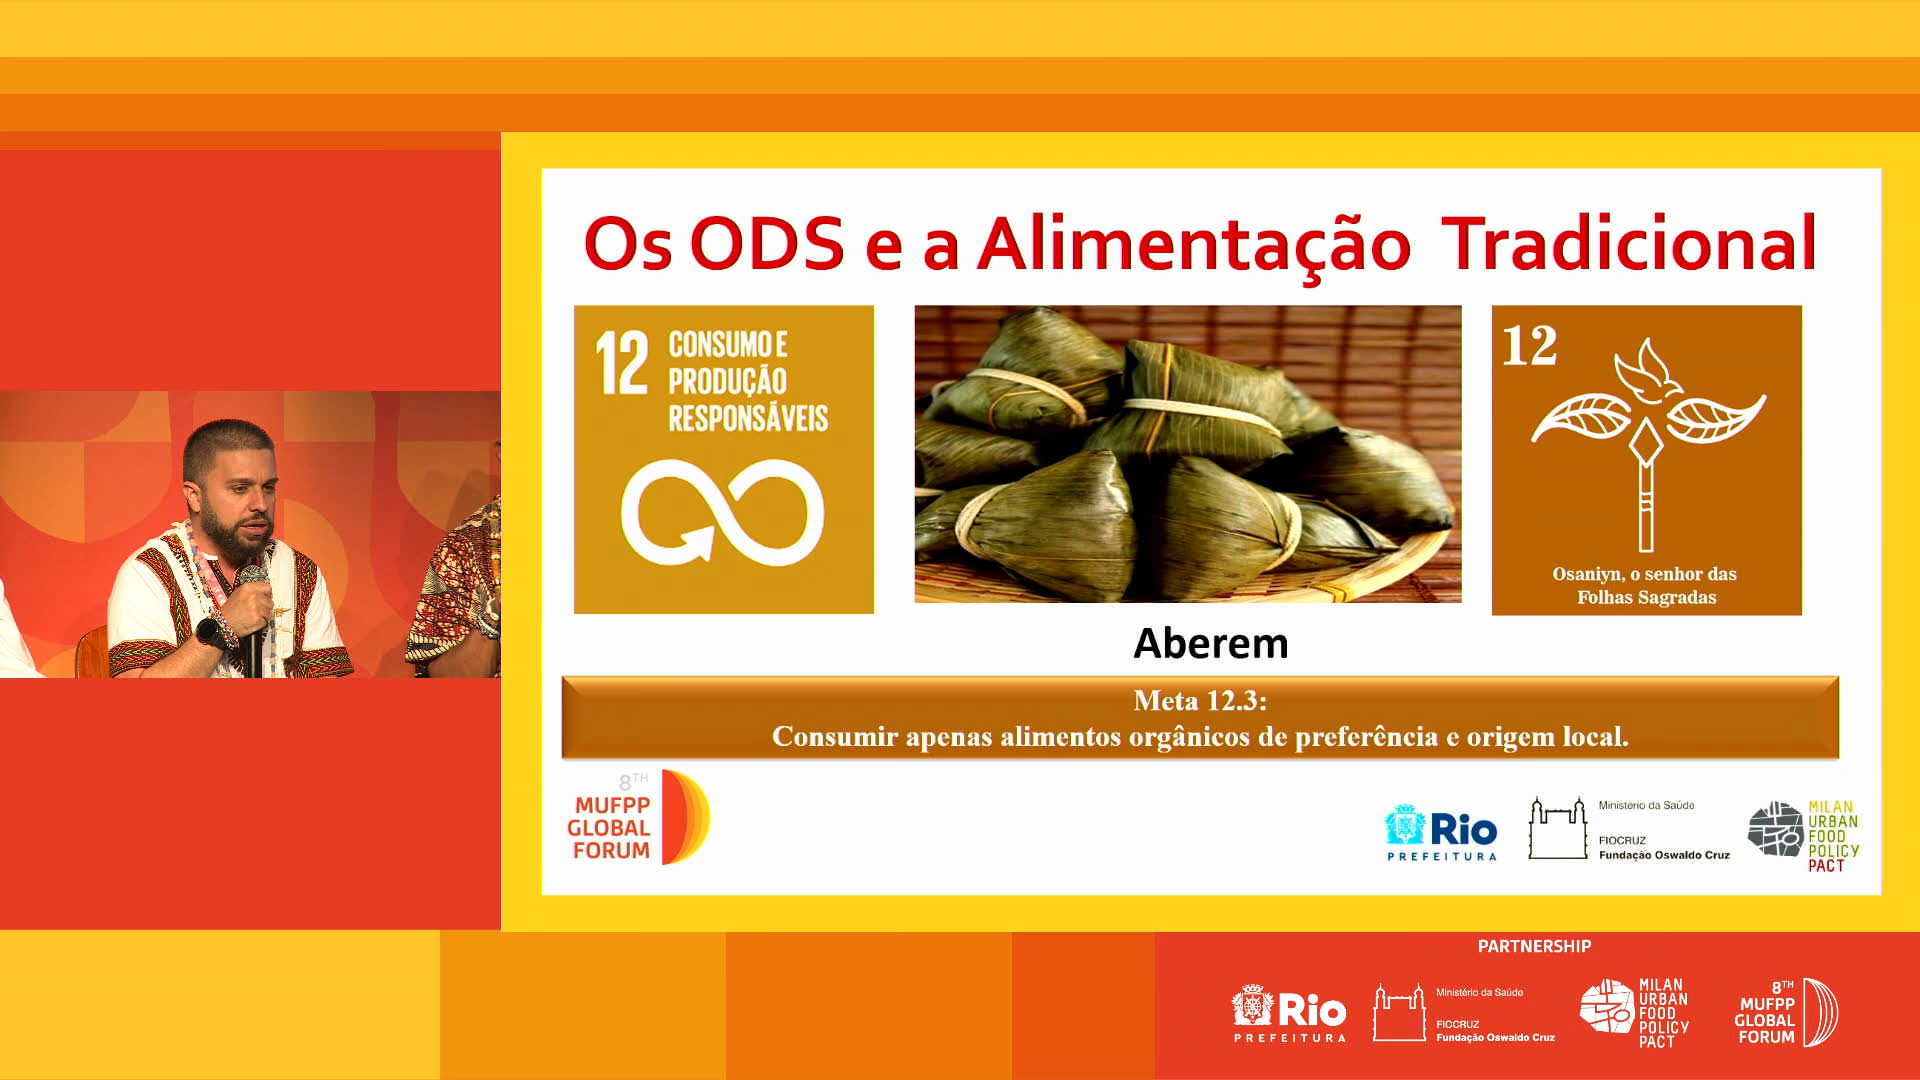 Os ODS e a Alimentação Tradicional
12 CONSUMO E
PRODUÇÃO
RESPONSÁVEIS
12
Osaniyn, o senhor das
Folhas Sagradas
Aberem
Meta 12.3:
Consumir apenas alimentos orgânicos de preferência e origem local.
8TH
MUFPP
GLOBAL
FORUM
Rio
PREFEITURA
Ministério da Saúde
FIOCRUZ
Fundação Oswaldo Cruz
MILAN
URBAN
FOOD
POLICY
PACT
PARTNERSHIP
Rio
PREFEITURA
Ministério da Saúde
FIOCRUZ
Fundação Oswaldo Cruz
MILAN
URBAN
FOOD
POLICY
PACT
8TH
MUFPP
GLOBAL
FORUM